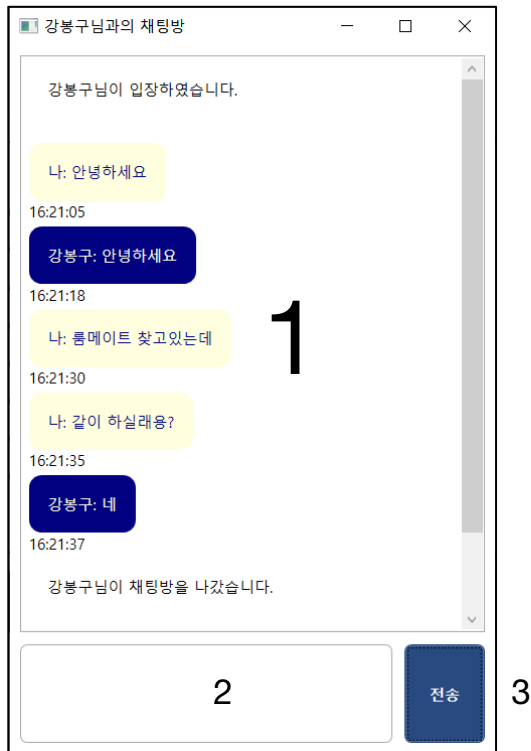 강봉구님과의 채팅방
강봉구님이 입장하였습니다.
나: 안녕하세요
16:21:05
강봉구: 안녕하세요
16:21:18
나: 룸메이트 찾고있는데
16:21:30
나: 같이 하실래용?
16:21:35
강봉구: 네
16:21:37
강봉구님이 채팅방을 나갔습니다.
1
2
전송
3